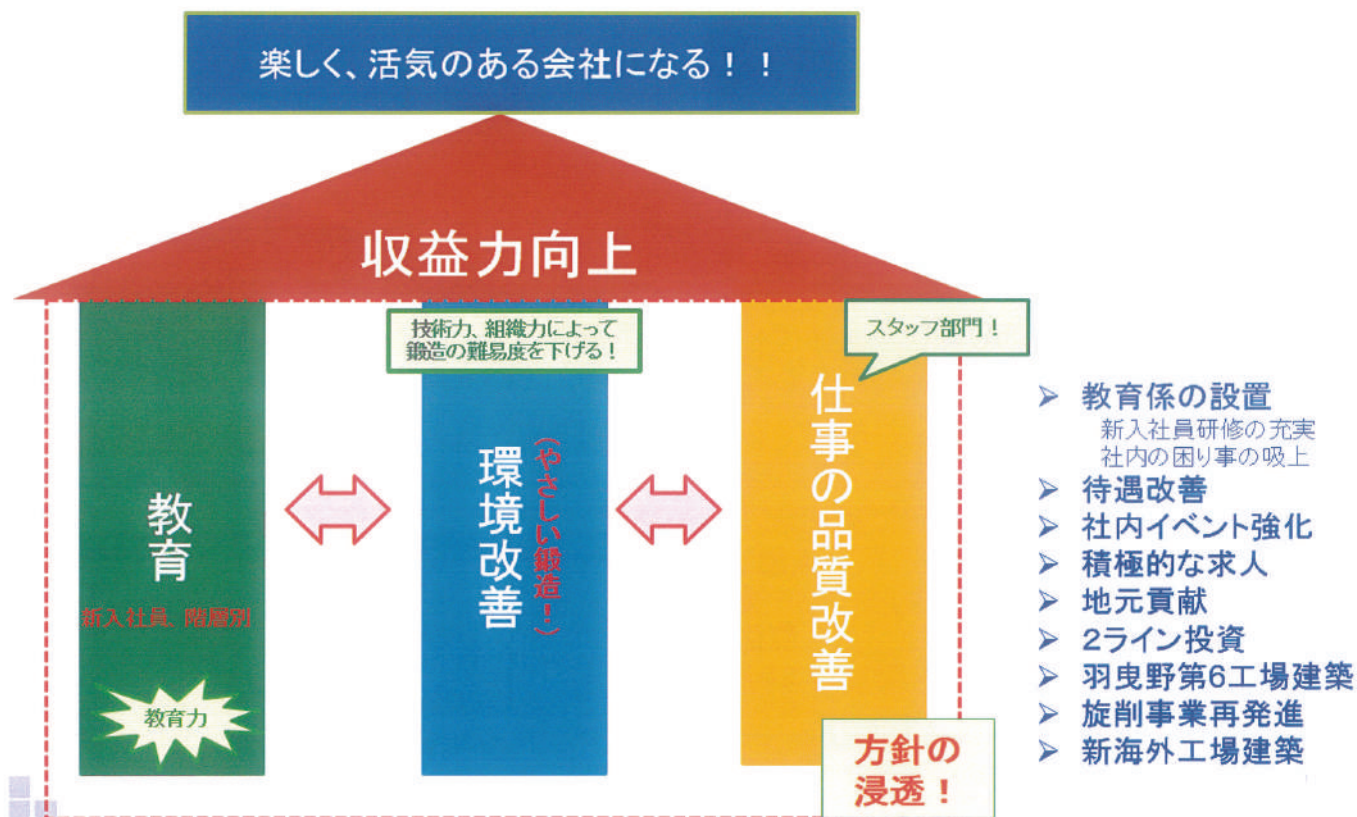 楽しく、活気のある会社になる！！
収益力向上
技術力、組織力によって
鍛造の難易度を下げる！
スタッフ部門！
教育
新入社員、階層別
教育力
環境改善
（やさしい鍛造！）
仕事の品質改善
方針の
浸透！
➢ 教育係の設置
新入社員研修の充実
社内の困り事の吸上
➢ 待遇改善
➢ 社内イベント強化
➢ 積極的な求人
➢ 地元貢献
➢ 2ライン投資
➢ 羽曳野第6工場建築
➢ 旋削事業再発進
➢ 新海外工場建築